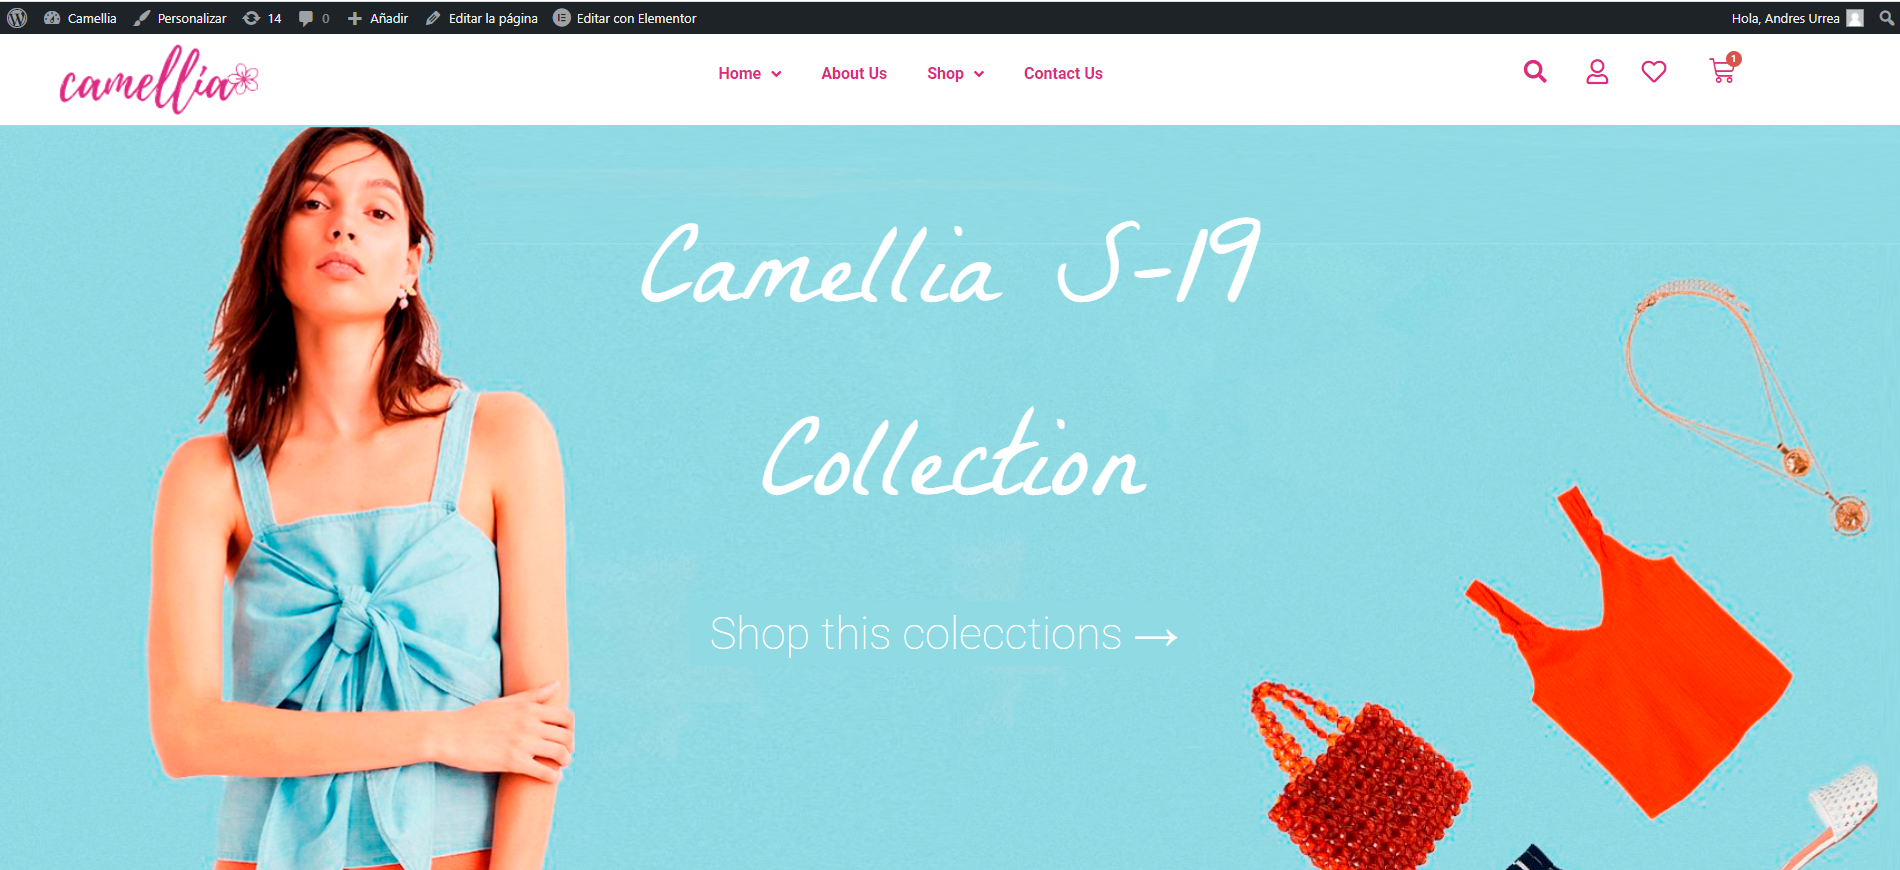 Camellia Personalizar 14 0 Añadir Editar la página Editar con Elementor Hola, Andres Urrea
camellia Home About Us Shop Contact Us 1
Camellia S-19
Collection
Shop this colecctions →